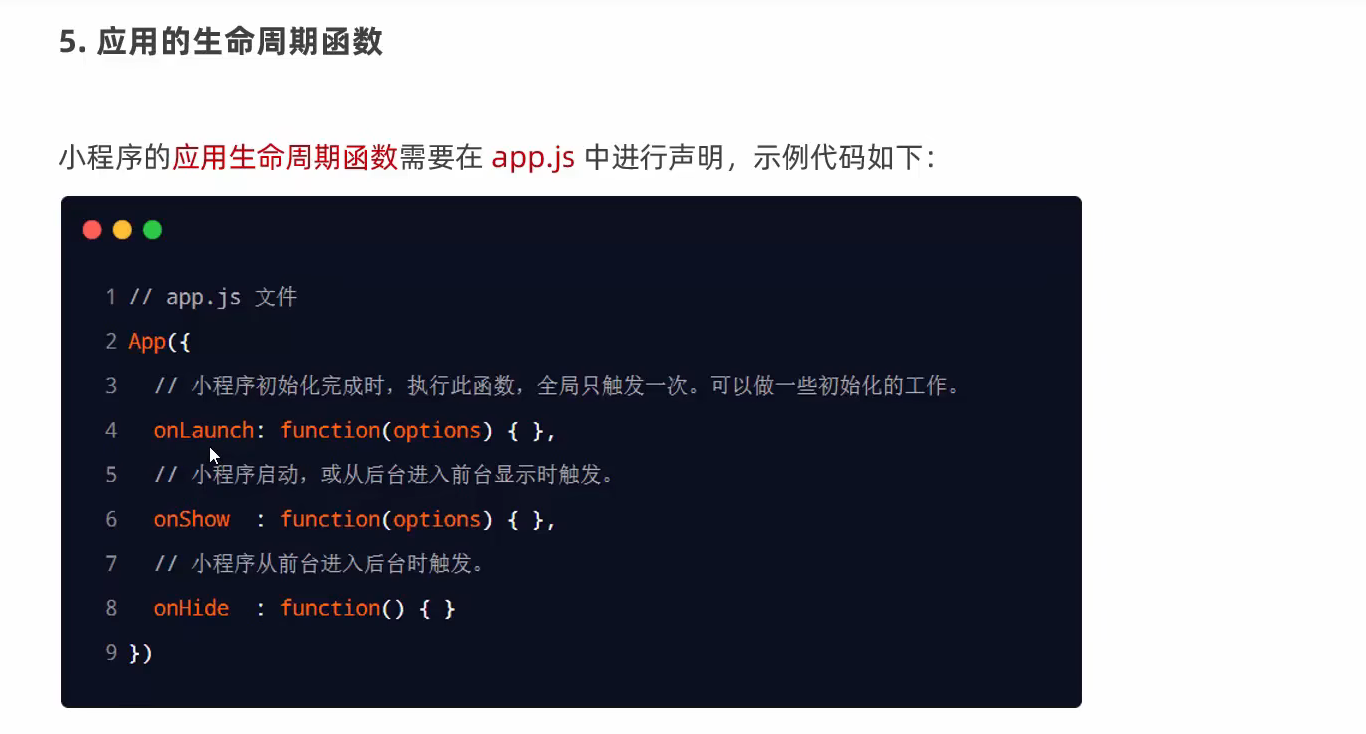 5. 应用的生命周期函数
小程序的应用生命周期函数需要在 app.js 中进行声明，示例代码如下：
1 // app.js 文件
2 App({
3 // 小程序初始化完成时，执行此函数，全局只触发一次。可以做一些初始化的工作。
4 onLaunch: function(options) { },
5 // 小程序启动，或从后台进入前台显示时触发。
6 onShow : function(options) { },
7 // 小程序从前台进入后台时触发。
8 onHide : function() { }
9 })